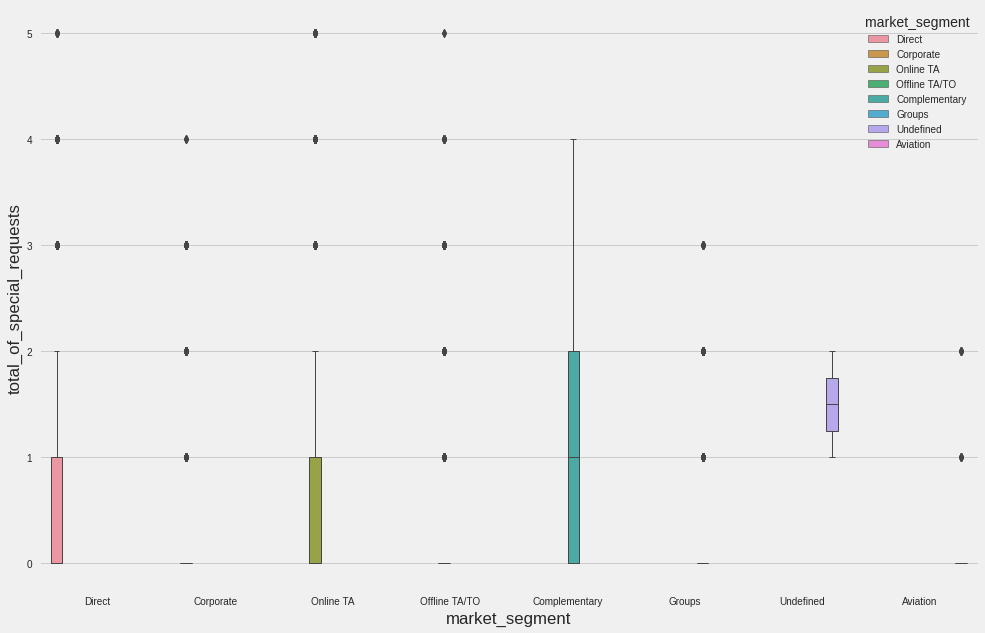 market_segment
Direct
Corporate
Online TA
Offline TA/TO
Complementary
Groups
Undefined
Aviation
total_of_special_requests
5
4
3
2
1
0
Direct Corporate Online TA Offline TA/TO Complementary Groups Undefined Aviation
market_segment